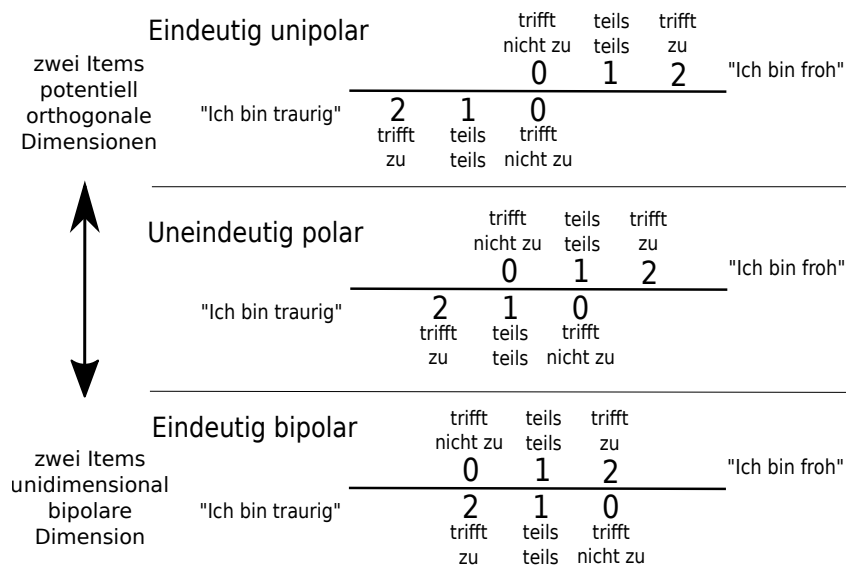 Eindeutig unipolar
trifft teils trifft
nicht zu teils zu
0 1 2
"Ich bin froh"
zwei Items
potentiell
orthogonale
Dimensionen
"Ich bin traurig"
2 1 0
trifft teils trifft
zu teils nicht zu
Uneindeutig polar
trifft teils trifft
nicht zu teils zu
0 1 2
"Ich bin froh"
"Ich bin traurig"
2 1 0
trifft teils trifft
zu teils nicht zu
Eindeutig bipolar
trifft teils trifft
nicht zu teils zu
0 1 2
"Ich bin froh"
zwei Items
unidimensional
bipolare
Dimension
"Ich bin traurig"
2 1 0
trifft teils trifft
zu teils nicht zu